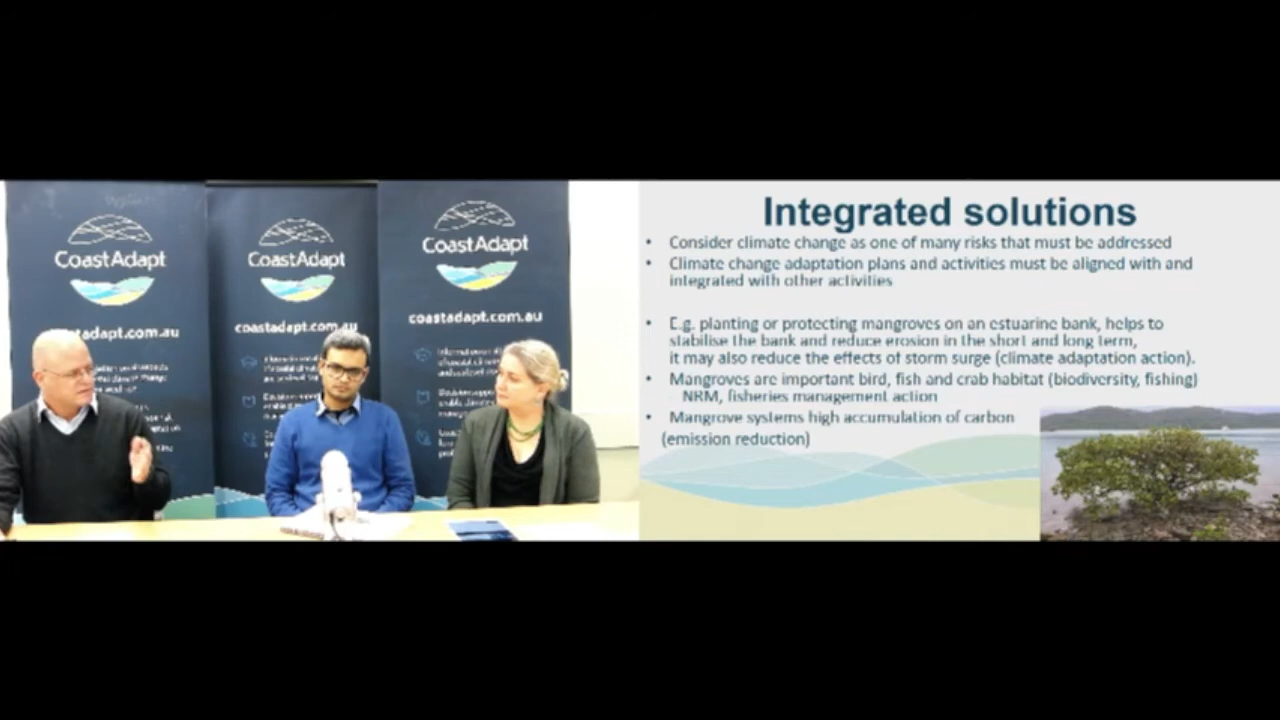 CoastAdapt
CoastAdapt
CoastAdapt
coastadapt.com.au
coastadapt.com.au
Integrated solutions
• Consider climate change as one of many risks that must be addressed
• Climate change adaptation plans and activities must be aligned with and
integrated with other activities
• E.g. planting or protecting mangroves on an estuarine bank, helps to
stabilise the bank and reduce erosion in the short and long term,
it may also reduce the effects of storm surge (climate adaptation action).
• Mangroves are important bird, fish and crab habitat (biodiversity, fishing)
NRM, fisheries management action
• Mangrove systems high accumulation of carbon
(emission reduction)